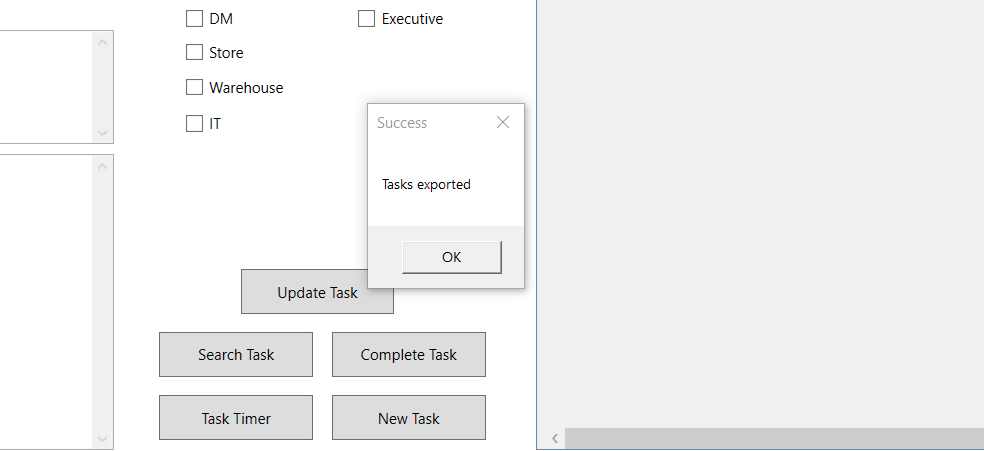 DM
Executive
Store
Warehouse
IT
Success
Tasks exported
OK
Update Task
Search Task
Complete Task
Task Timer
New Task